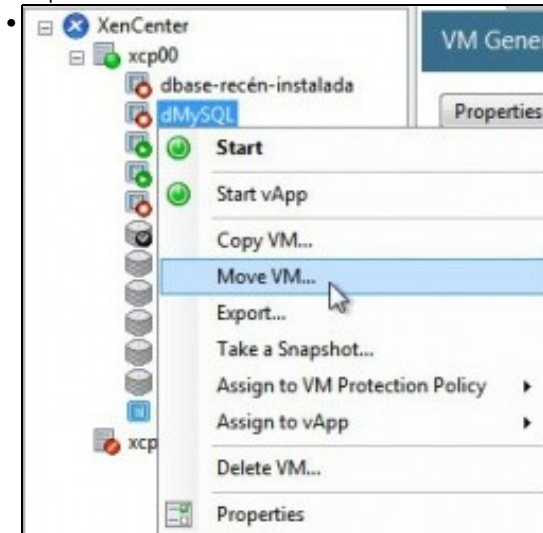 XenCenter
VM Gener
xcp00
dbase-recén-instalada
dMySQL
Properties
Start
Start vApp
Copy VM...
Move VM...
Export...
Take a Snapshot...
Assign to VM Protection Policy
Assign to vApp
xcp
Delete VM...
Properties